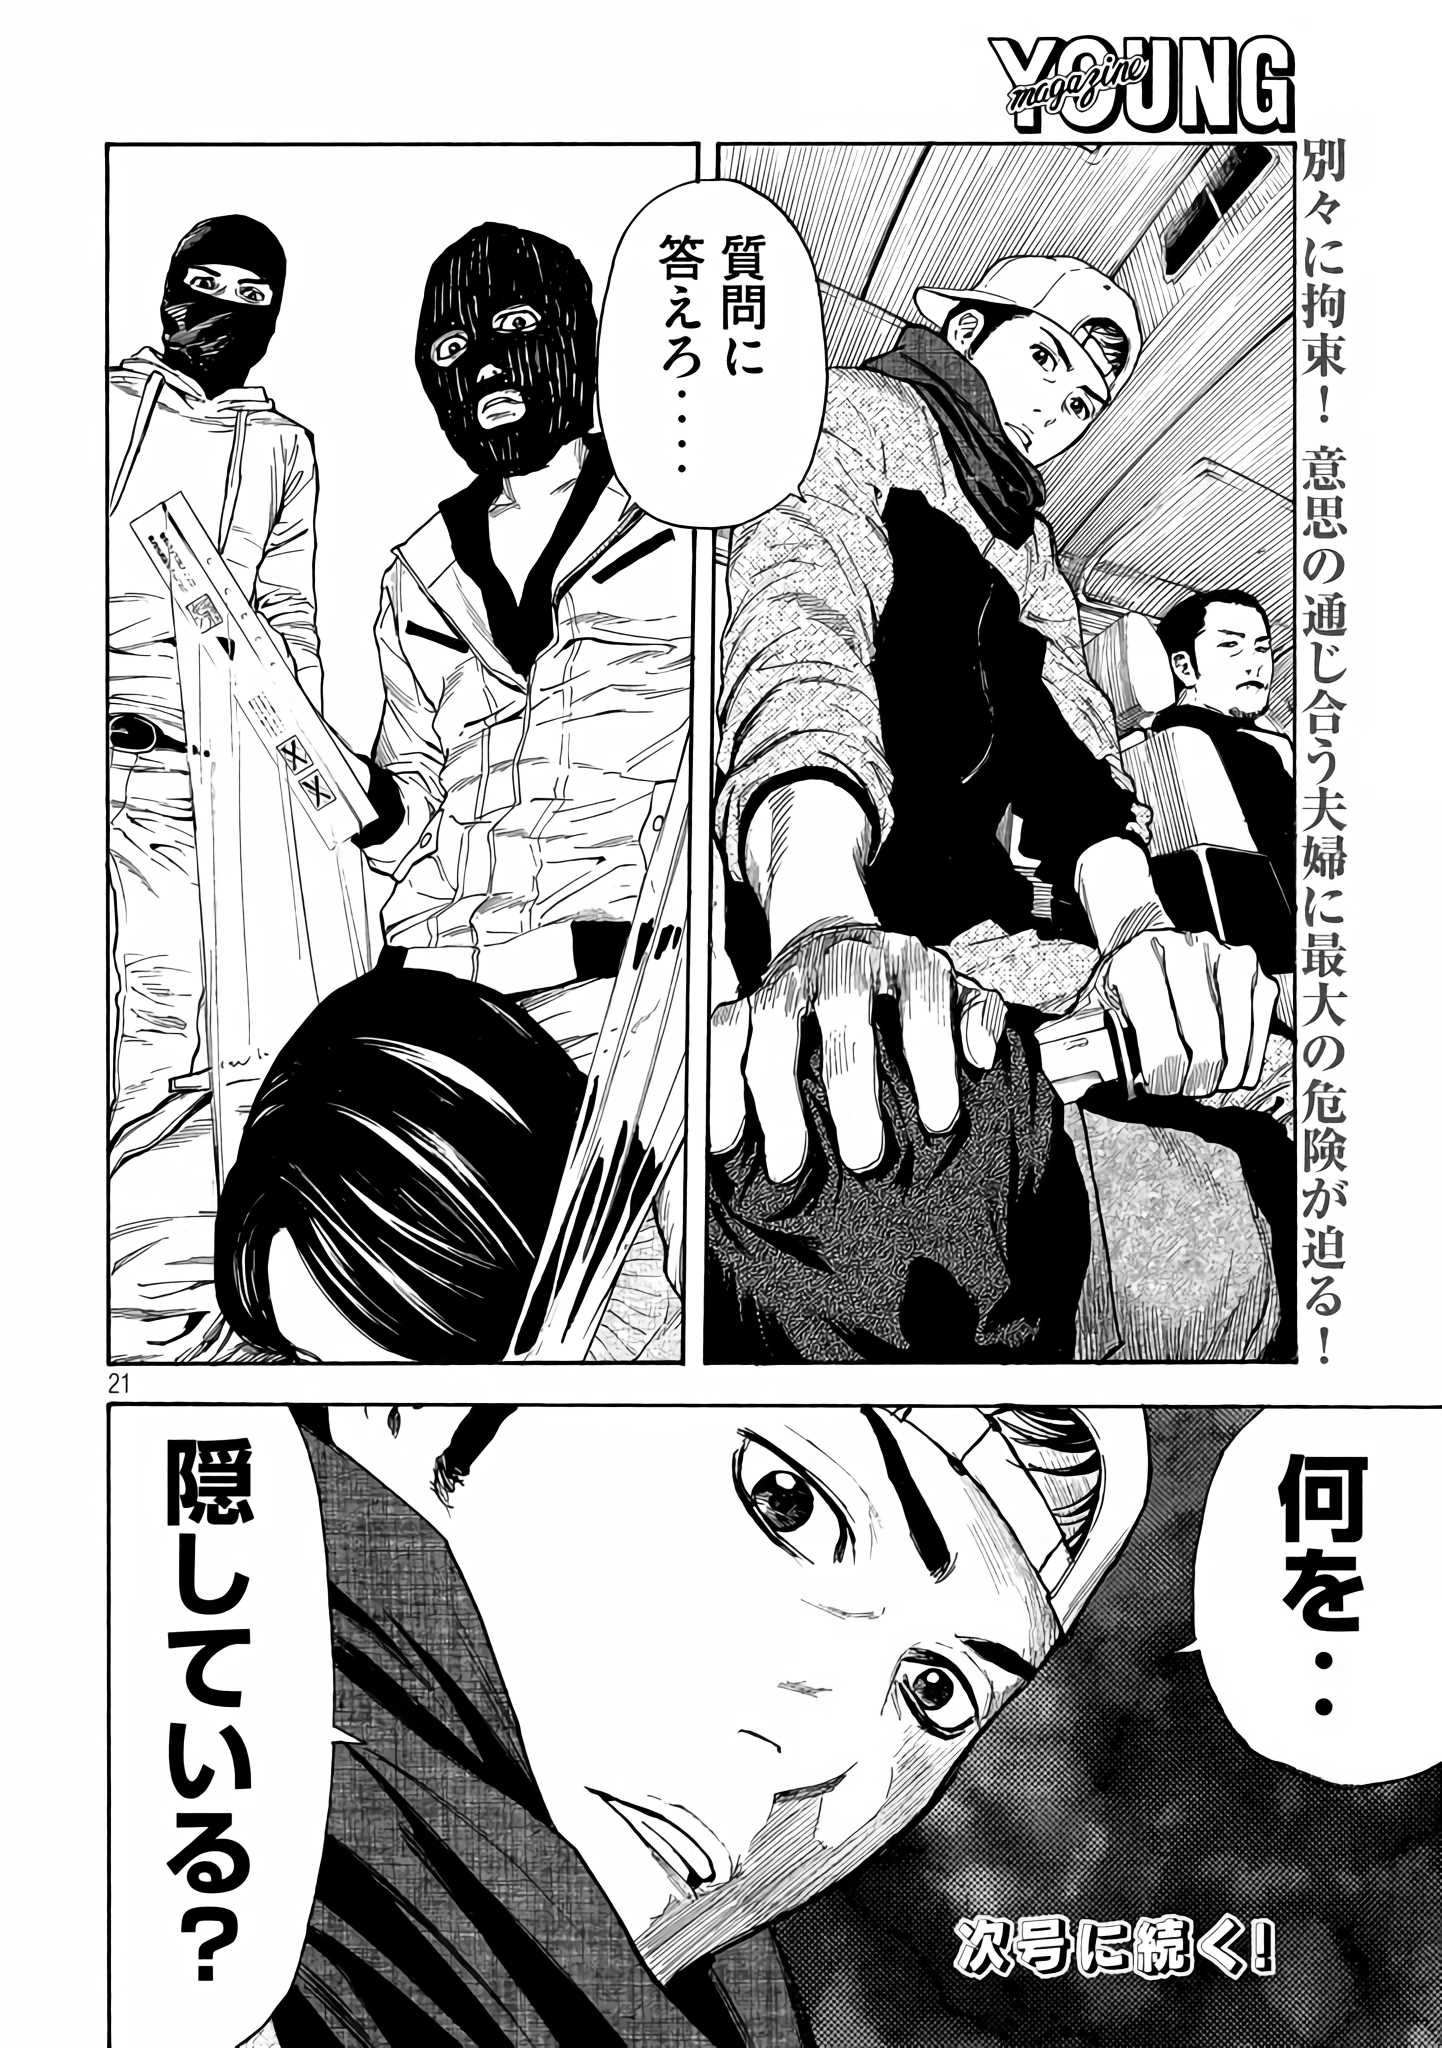 YOUNG
magazine
別々に拘束！意思の通じ合う夫婦に最大の危険が迫る！
質問に
答えろ・・・・・
何を・・
隠している？
次号に続く！
21